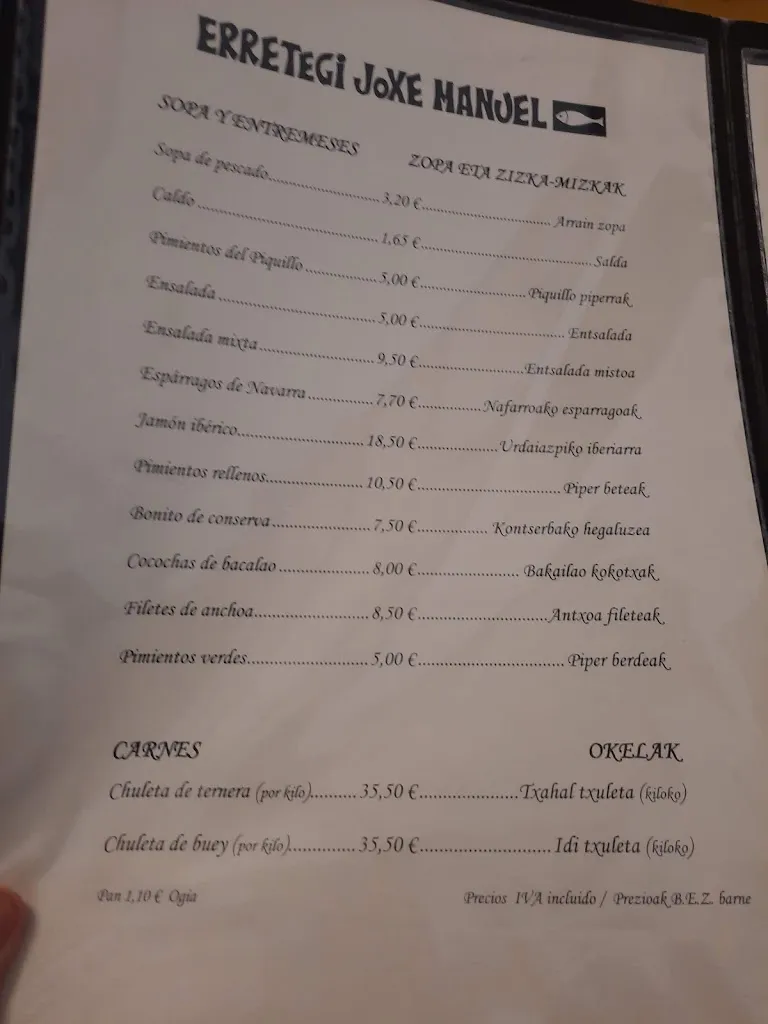 ERRETEGI JOXE MANUEL
SOPA Y ENTREMESES ZOPA ETA ZIZKA-MIZKAK
Sopa de pescado..........3,20 €..........Arrain zopa
Caldo..........1,65 €..........Salda
Pimientos del Piquillo..........5,00 €..........Piquillo piperrak
Ensalada..........5,00 €..........Entsalada
Ensalada mixta..........9,50 €..........Entsalada mistoa
Espárragos de Navarra..........7,70 €..........Nafarroako esparragoak
Jamón ibérico..........18,50 €..........Urdaiazpiko iberiarra
Pimientos rellenos..........10,50 €..........Piper beteak
Bonito de conserva..........7,50 €..........Kontserbako hegaluzea
Cocochas de bacalao..........8,00 €..........Bakailao kokotxak
Filetes de anchoa..........8,50 €..........Antxoa fileteak
Pimientos verdes..........5,00 €..........Piper berdeak
CARNES OKELAK
Chuleta de ternera (por kilo)..........35,50 €..........Txahal txuleta (kiloko)
Chuleta de buey (por kilo)..........35,50 €..........Idi txuleta (kiloko)
Pan 1,10 € Ogia Precios IVA incluido / Prezioak B.E.Z. barne